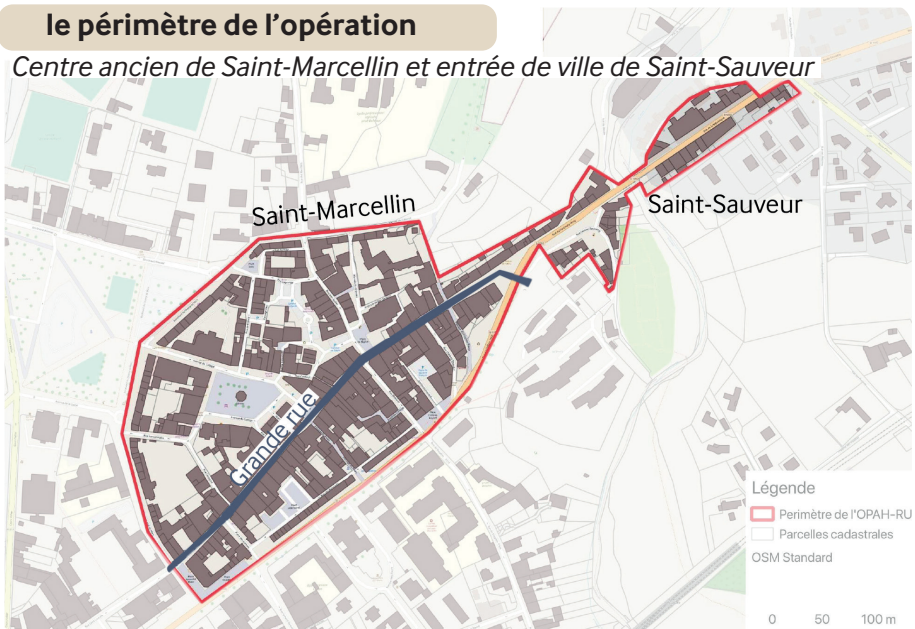 le périmètre de l'opération
Centre ancien de Saint-Marcellin et entrée de ville de Saint-Sauveur
Saint-Marcellin
Saint-Sauveur
Grande rue
Légende
Perimètre de l'OPAH-RU
Parcelles cadastrales
OSM Standard
0 50 100 m